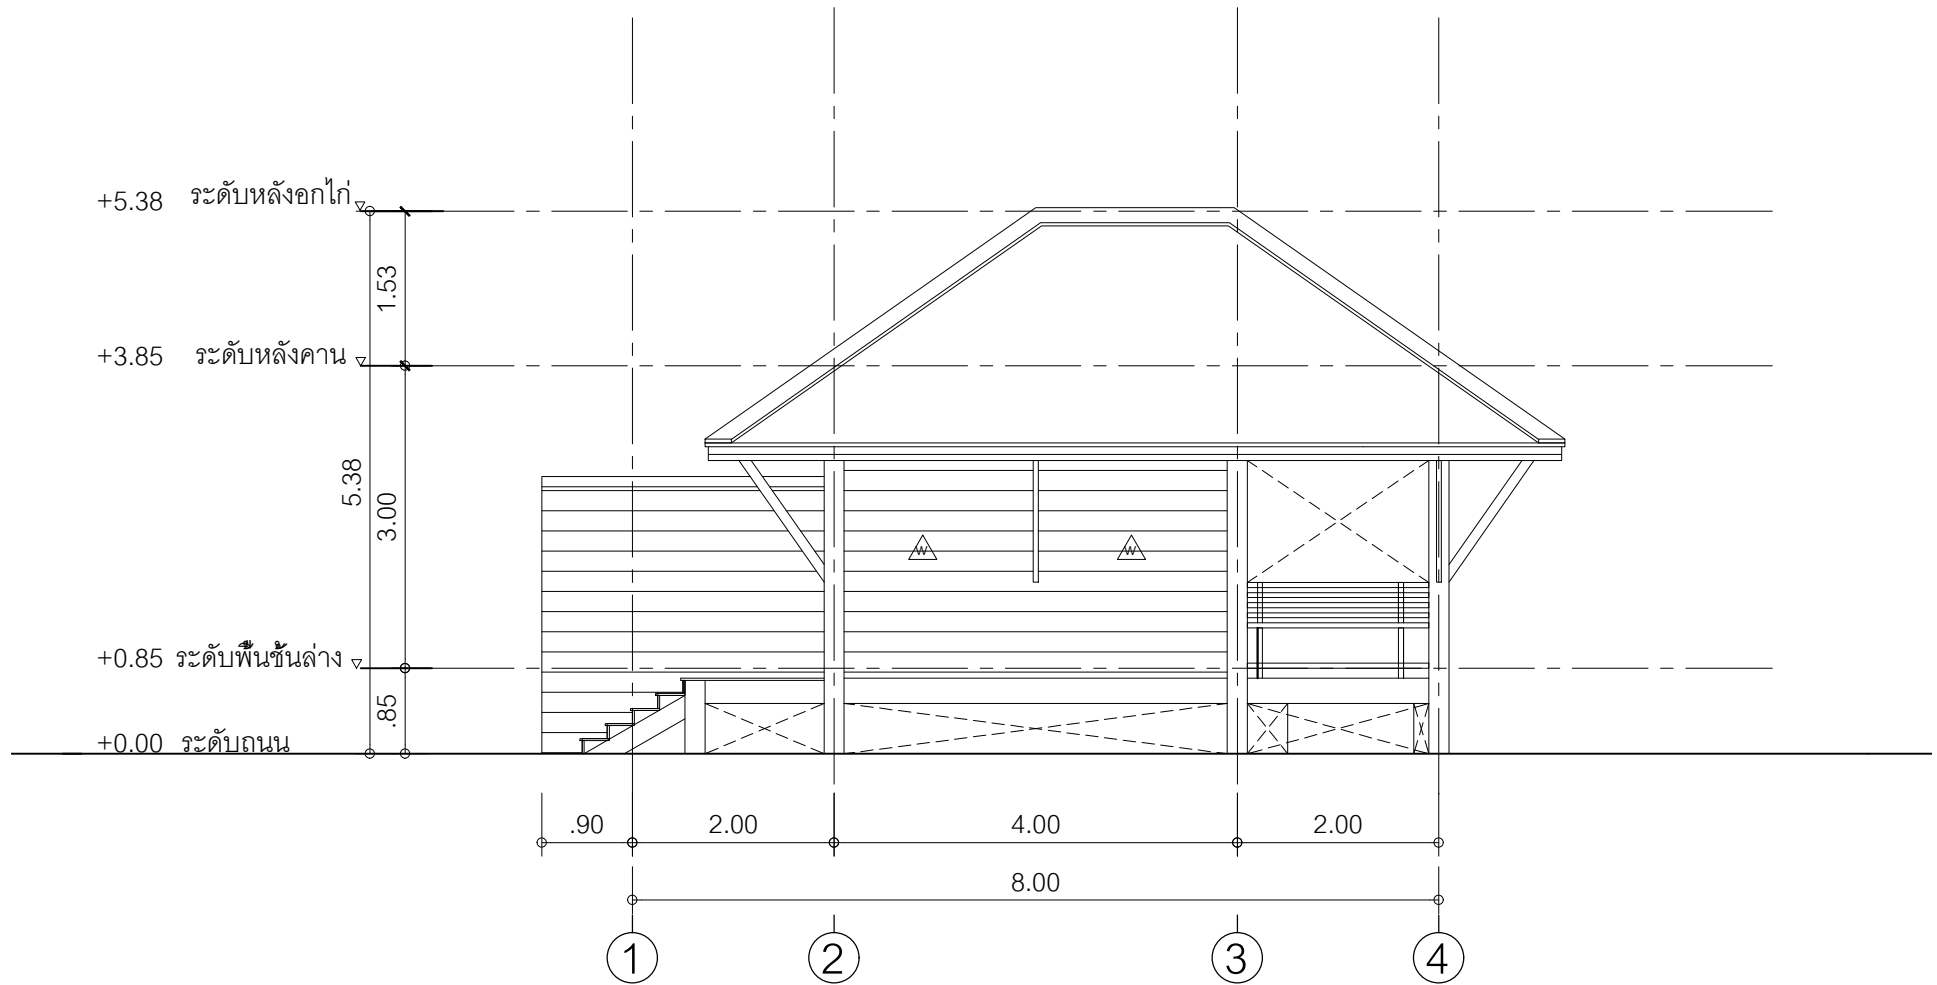 +5.38 ระดับหลังอกไก่
1.53
+3.85 ระดับหลังคาน
5.38
3.00
W W
+0.85 ระดับพื้นชั้นล่าง
.85
+0.00 ระดับถนน
.90 2.00 4.00 2.00
8.00
1 2 3 4